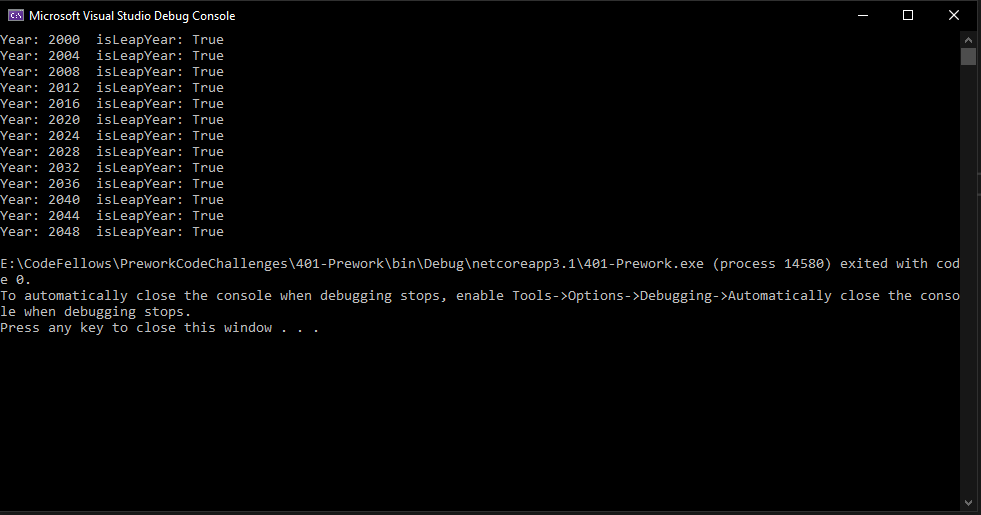 C:\ Microsoft Visual Studio Debug Console
Year: 2000  isLeapYear: True
Year: 2004  isLeapYear: True
Year: 2008  isLeapYear: True
Year: 2012  isLeapYear: True
Year: 2016  isLeapYear: True
Year: 2020  isLeapYear: True
Year: 2024  isLeapYear: True
Year: 2028  isLeapYear: True
Year: 2032  isLeapYear: True
Year: 2036  isLeapYear: True
Year: 2040  isLeapYear: True
Year: 2044  isLeapYear: True
Year: 2048  isLeapYear: True
E:\CodeFellows\PreworkCodeChallenges\401-Prework\bin\Debug\netcoreapp3.1\401-Prework.exe (process 14580) exited with cod
e 0.
To automatically close the console when debugging stops, enable Tools->Options->Debugging->Automatically close the conso
le when debugging stops.
Press any key to close this window . . .